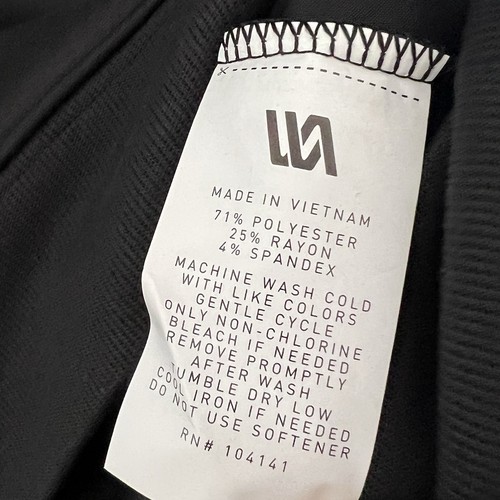 MADE IN VIETNAM
71% POLYESTER
25% RAYON
4% SPANDEX
MACHINE WASH COLD
WITH LIKE COLORS
GENTLE CYCLE
ONLY NON-CHLORINE
BLEACH IF NEEDED
REMOVE PROMPTLY
AFTER WASH
TUMBLE DRY LOW
COOL IRON IF NEEDED
DO NOT USE SOFTENER
RN# 104141